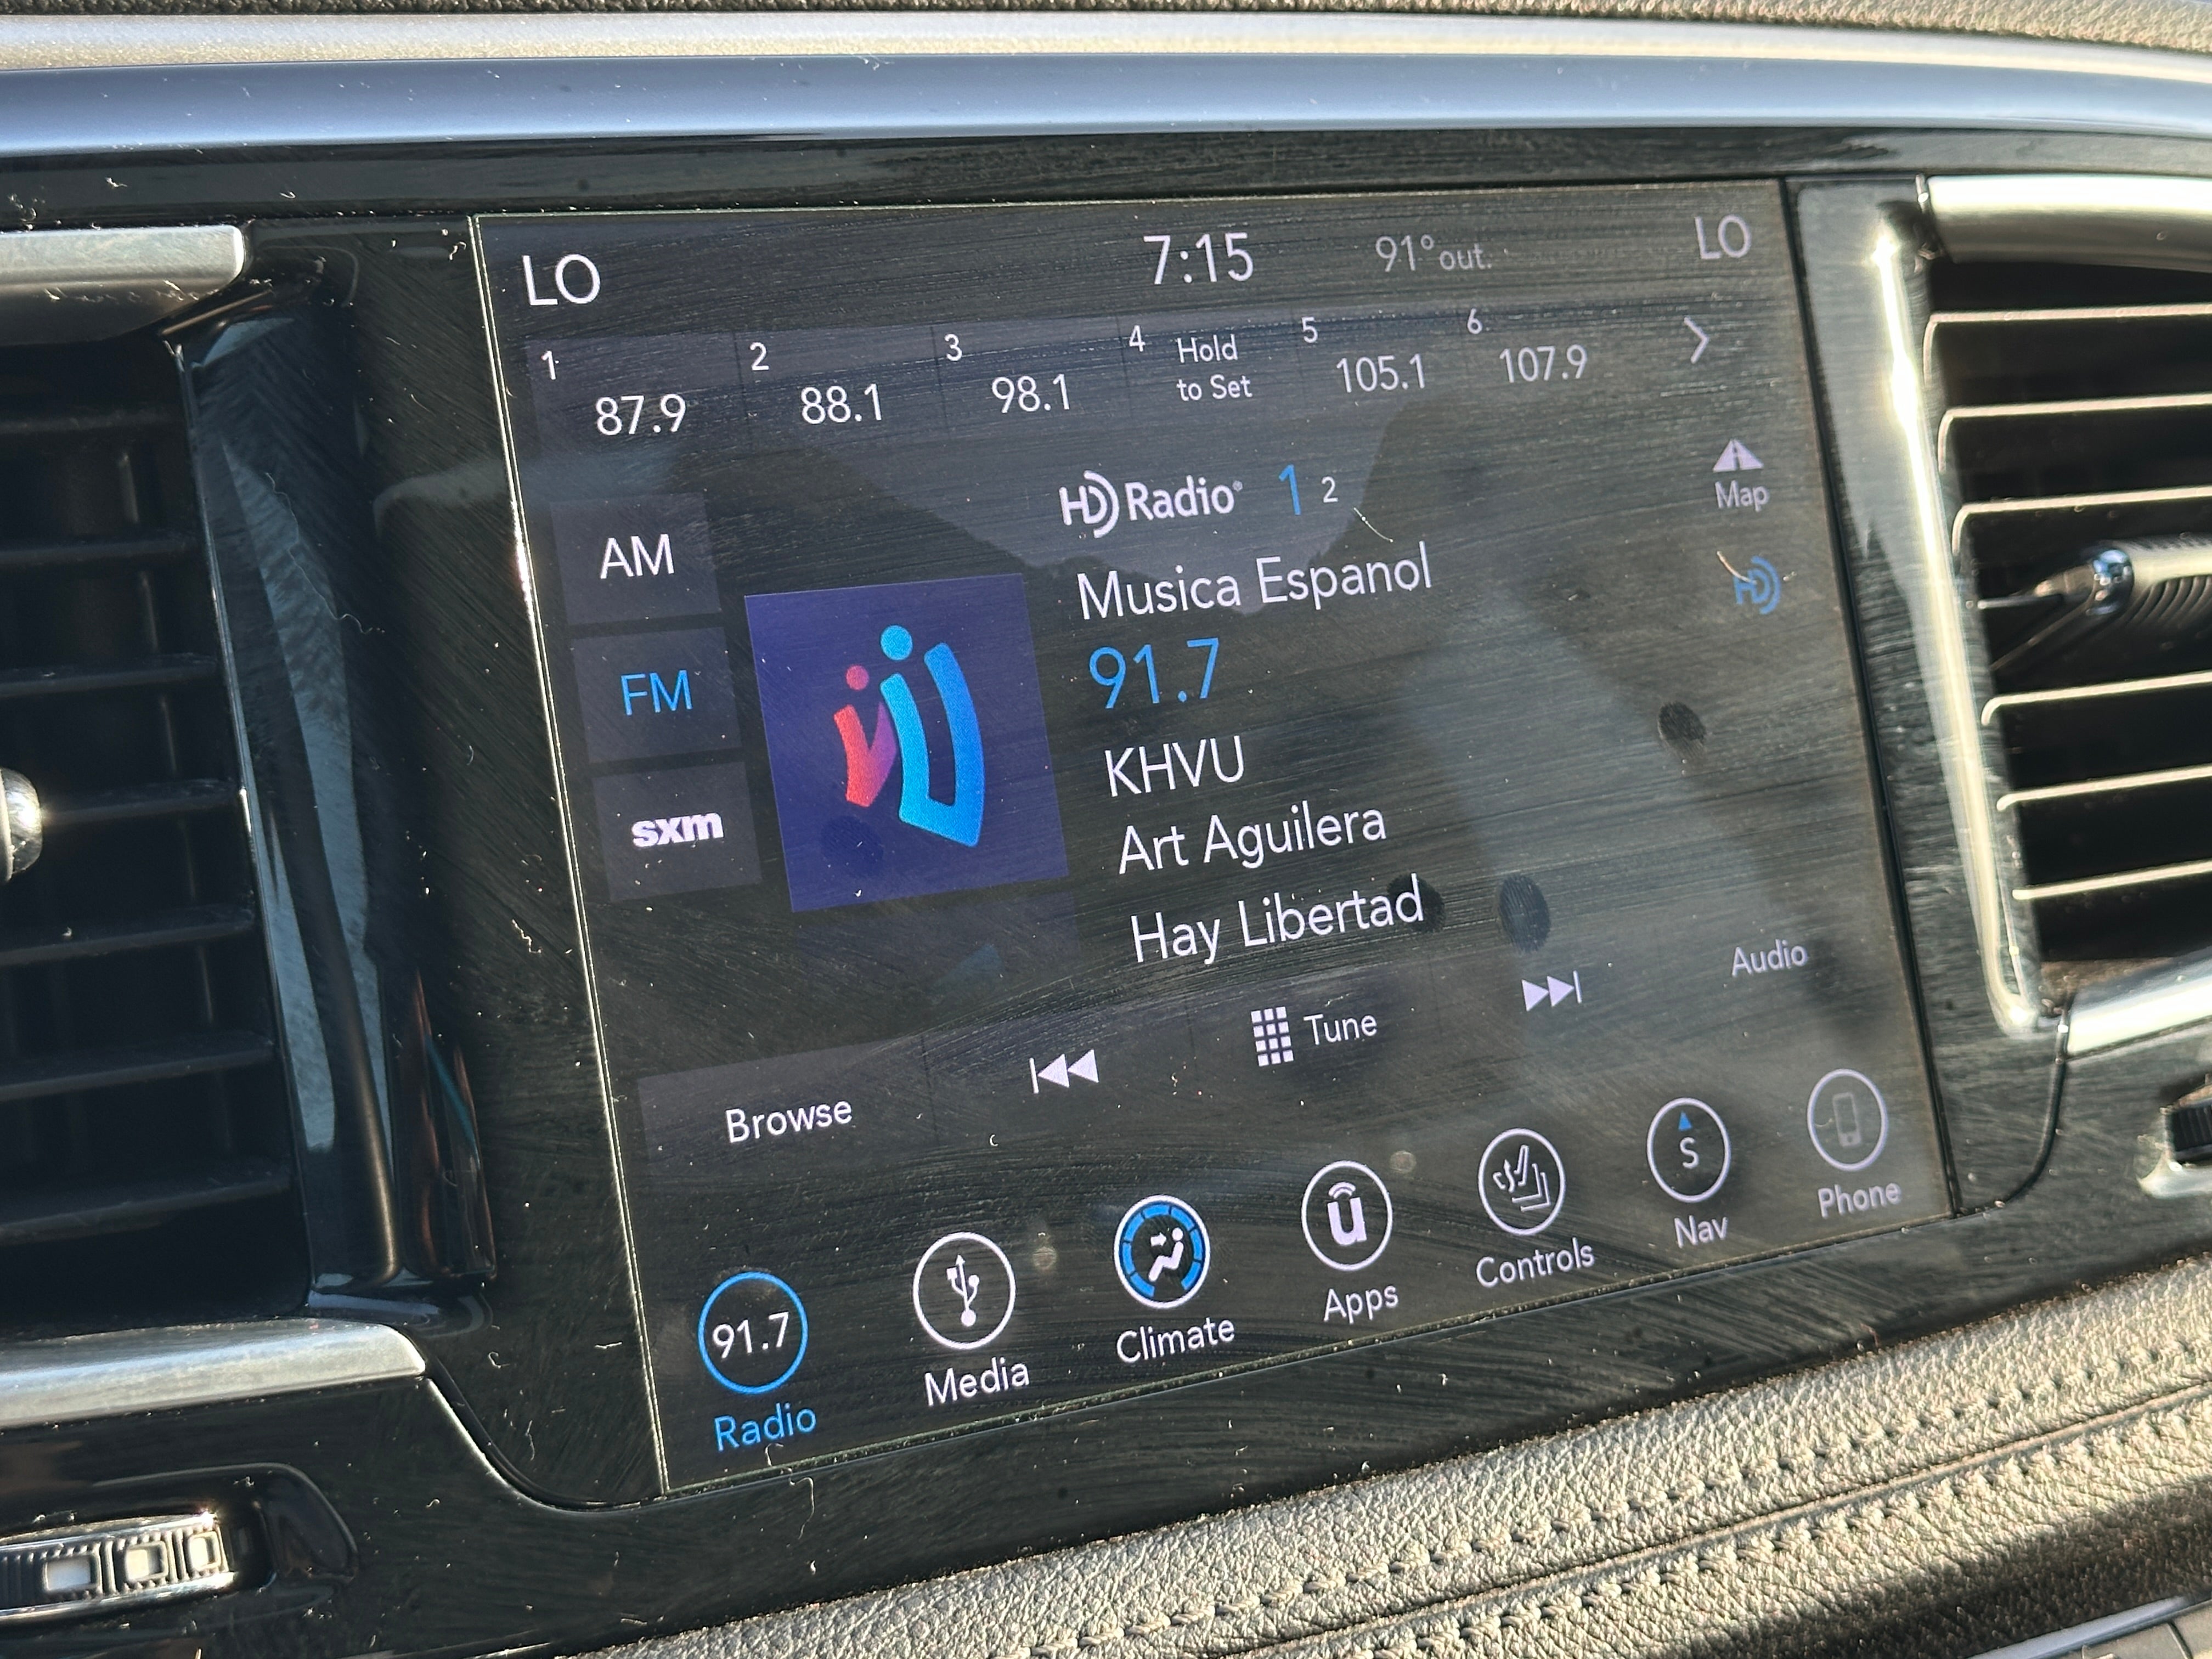 LO 7:15 91°out. LO
1 87.9 2 88.1 3 98.1 4 Hold to Set 5 105.1 6 107.9
HD Radio® 1 2
Map
AM
Musica Espanol
HD
FM
91.7
KHVU
sxm
Art Aguilera
Hay Libertad
Browse
Tune
Audio
91.7
Radio
Media
Climate
u
Apps
Controls
S
Nav
Phone